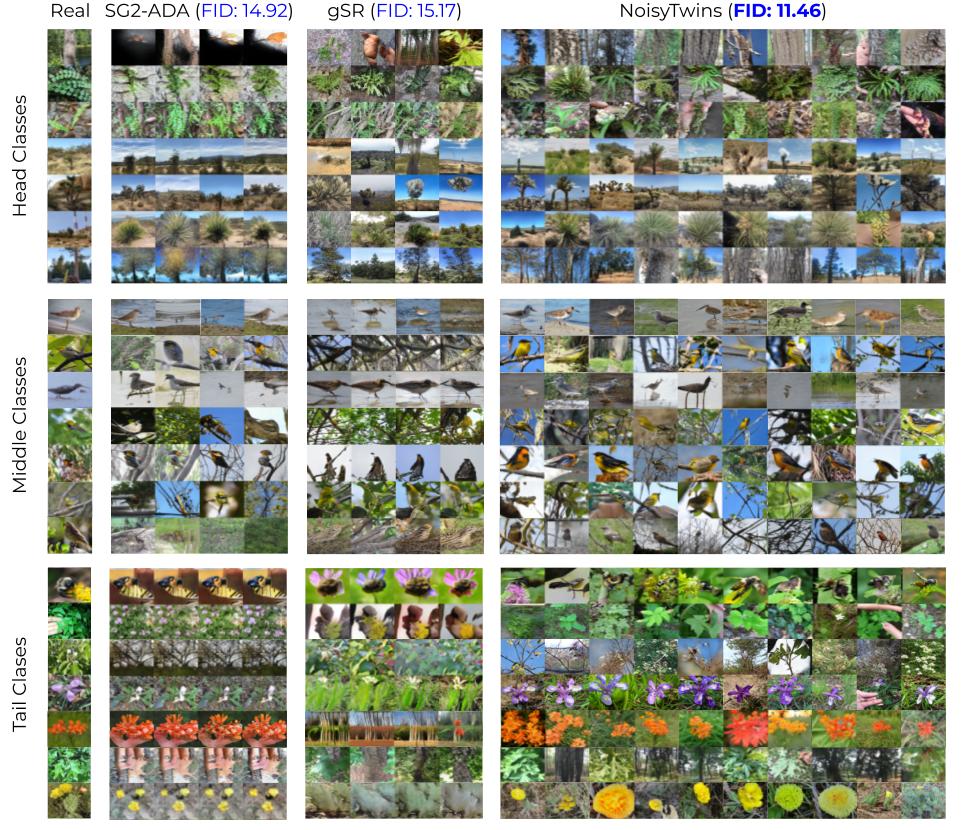 Real SG2-ADA (FID: 14.92) gSR (FID: 15.17) NoisyTwins (FID: 11.46)
Head Classes
Middle Classes
Tail Clases